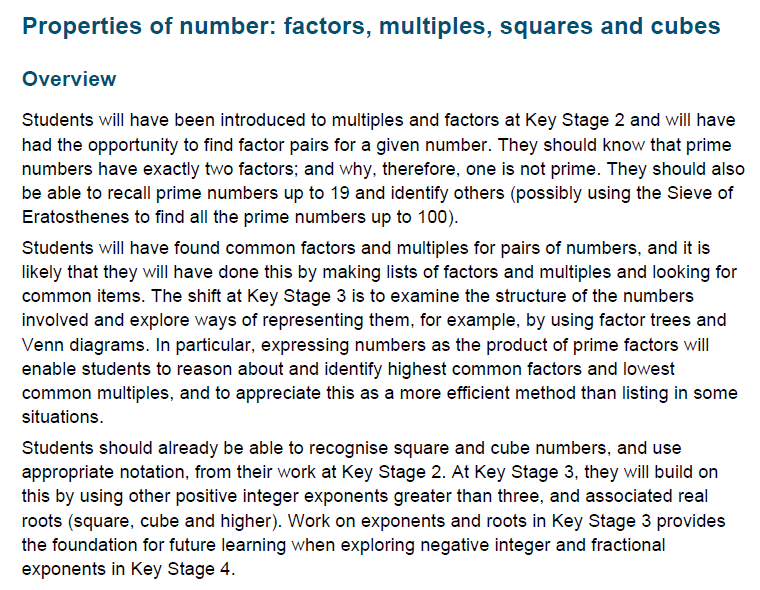 Properties of number: factors, multiples, squares and cubes
Overview
Students will have been introduced to multiples and factors at Key Stage 2 and will have
had the opportunity to find factor pairs for a given number. They should know that prime
numbers have exactly two factors; and why, therefore, one is not prime. They should also
be able to recall prime numbers up to 19 and identify others (possibly using the Sieve of
Eratosthenes to find all the prime numbers up to 100).
Students will have found common factors and multiples for pairs of numbers, and it is
likely that they will have done this by making lists of factors and multiples and looking for
common items. The shift at Key Stage 3 is to examine the structure of the numbers
involved and explore ways of representing them, for example, by using factor trees and
Venn diagrams. In particular, expressing numbers as the product of prime factors will
enable students to reason about and identify highest common factors and lowest
common multiples, and to appreciate this as a more efficient method than listing in some
situations.
Students should already be able to recognise square and cube numbers, and use
appropriate notation, from their work at Key Stage 2. At Key Stage 3, they will build on
this by using other positive integer exponents greater than three, and associated real
roots (square, cube and higher). Work on exponents and roots in Key Stage 3 provides
the foundation for future learning when exploring negative integer and fractional
exponents in Key Stage 4.